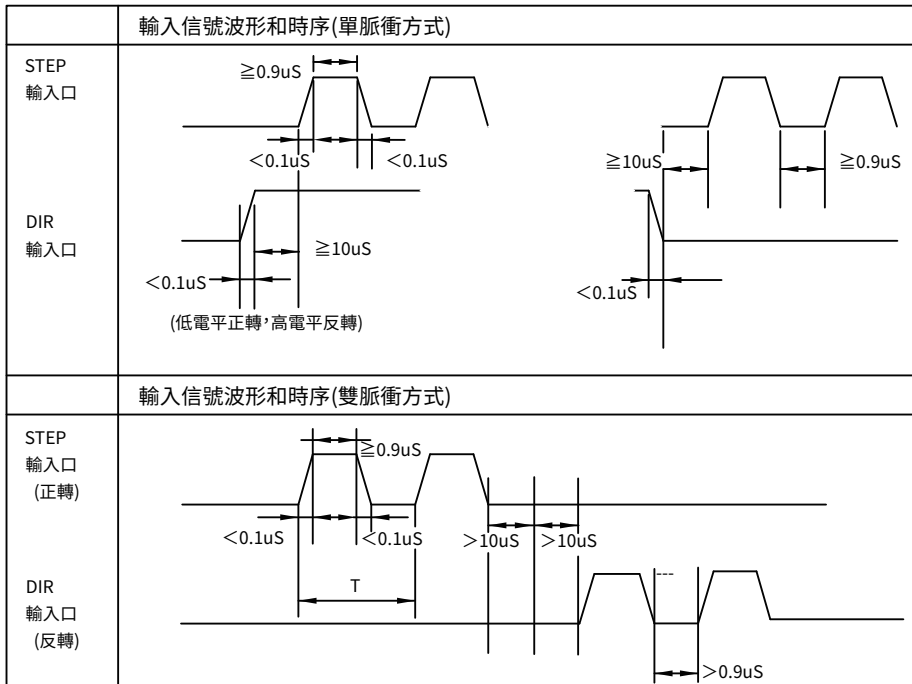 輸入信號波形和時序(單脈衝方式)
STEP
輸入口
≧0.9uS
＜0.1uS
＜0.1uS
≧10uS
≧0.9uS
DIR
輸入口
≧10uS
＜0.1uS
＜0.1uS
(低電平正轉，高電平反轉)
輸入信號波形和時序(雙脈衝方式)
STEP
輸入口
(正轉)
≧0.9uS
＜0.1uS
＜0.1uS
＞10uS
＞10uS
T
DIR
輸入口
(反轉)
---
＞0.9uS